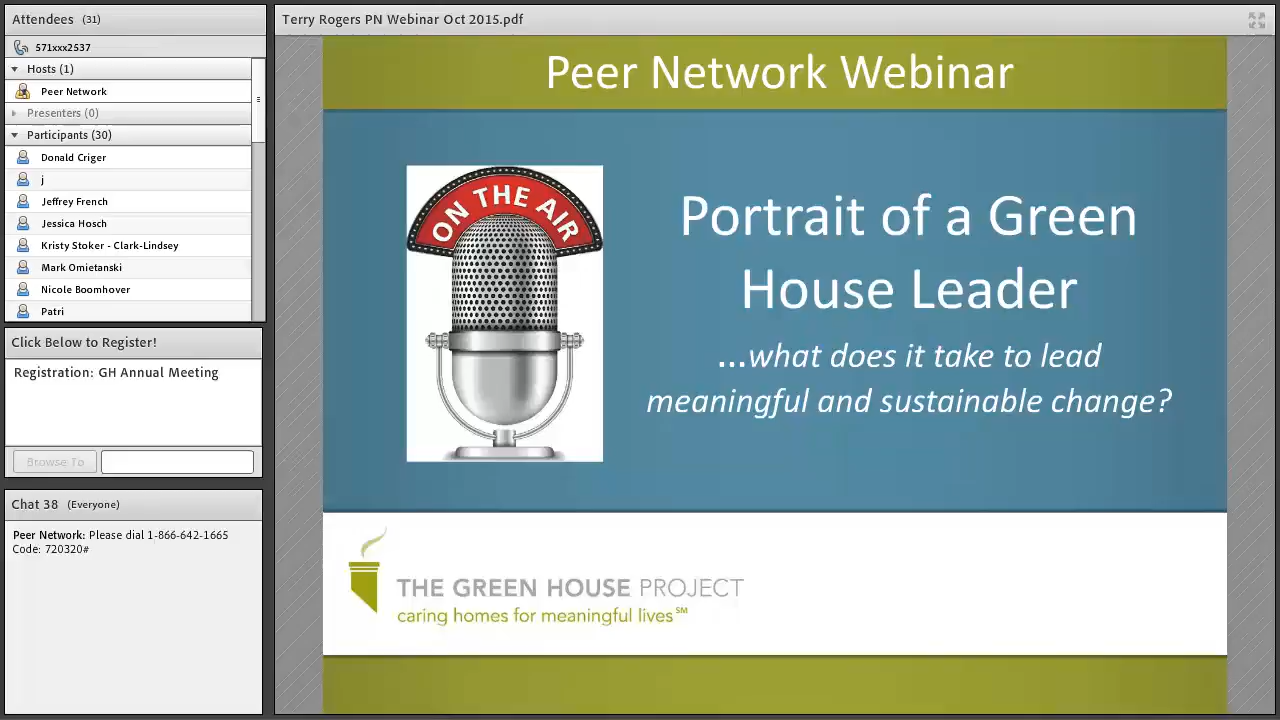 Attendees (31)
571xxx2537
Hosts (1)
Peer Network
Presenters (0)
Participants (30)
Donald Criger
j
Jeffrey French
Jessica Hosch
Kristy Stoker - Clark-Lindsey
Mark Omietanski
Nicole Boomhover
Patri
Click Below to Register!
Registration: GH Annual Meeting
Browse To
Chat 38 (Everyone)
Peer Network: Please dial 1-866-642-1665
Code: 720320#
Terry Rogers PN Webinar Oct 2015.pdf
Peer Network Webinar
ON THE AIR
Portrait of a Green
House Leader
...what does it take to lead
meaningful and sustainable change?
THE GREEN HOUSE PROJECT
caring homes for meaningful lives℠